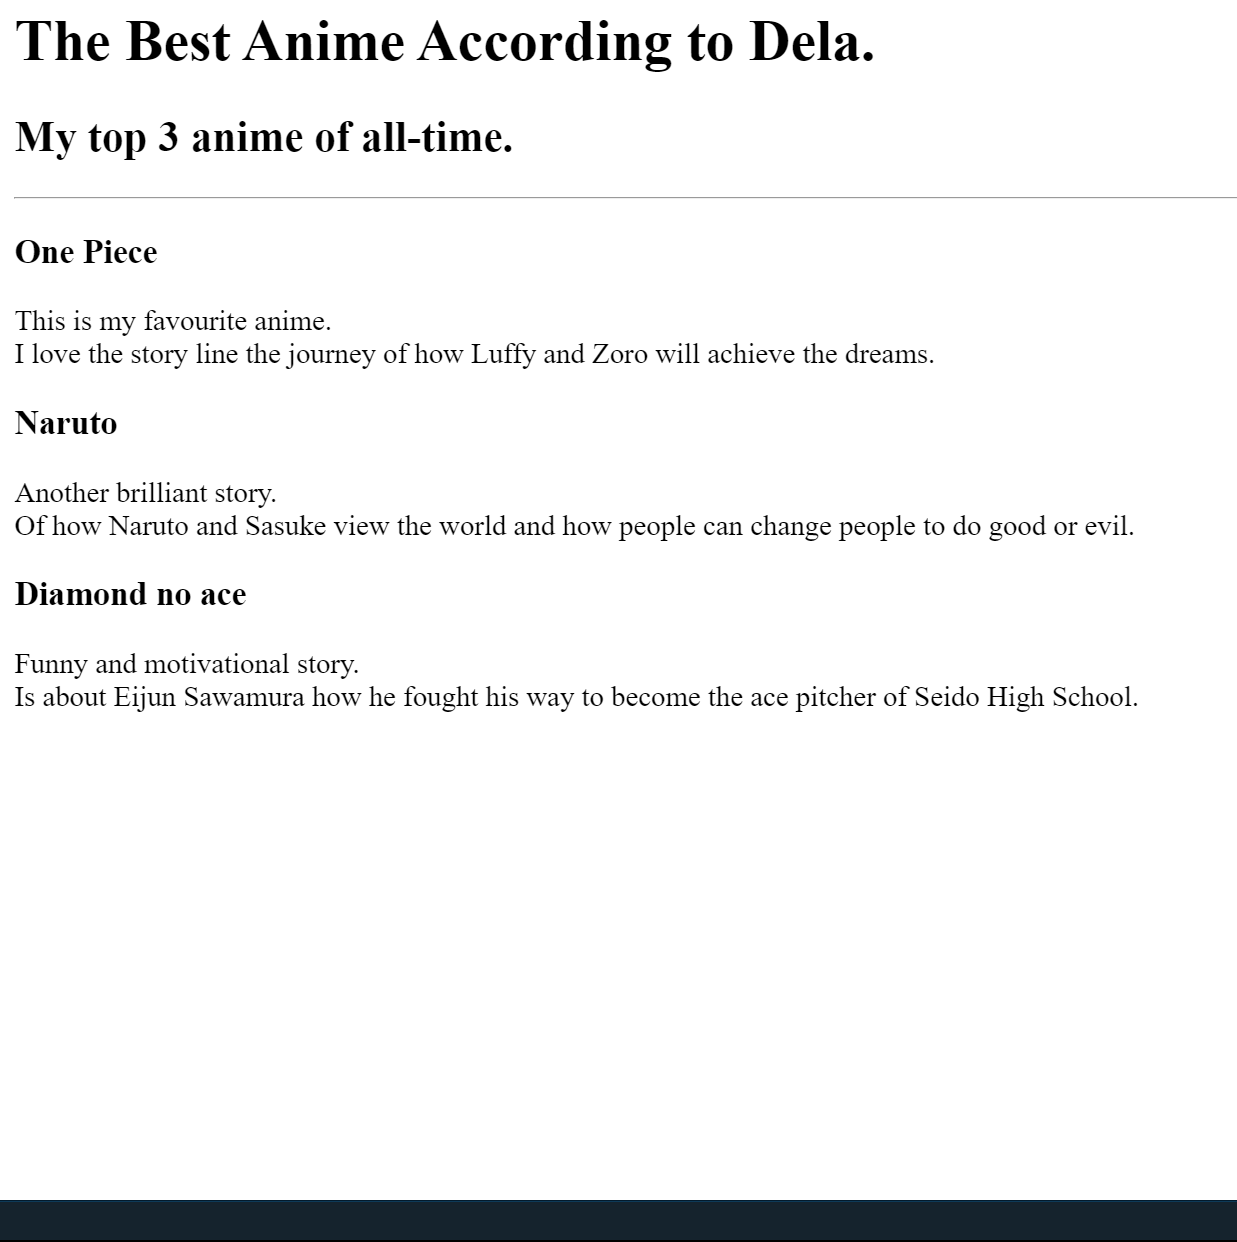 The Best Anime According to Dela.
My top 3 anime of all-time.
One Piece
This is my favourite anime.
I love the story line the journey of how Luffy and Zoro will achieve the dreams.
Naruto
Another brilliant story.
Of how Naruto and Sasuke view the world and how people can change people to do good or evil.
Diamond no ace
Funny and motivational story.
Is about Eijun Sawamura how he fought his way to become the ace pitcher of Seido High School.